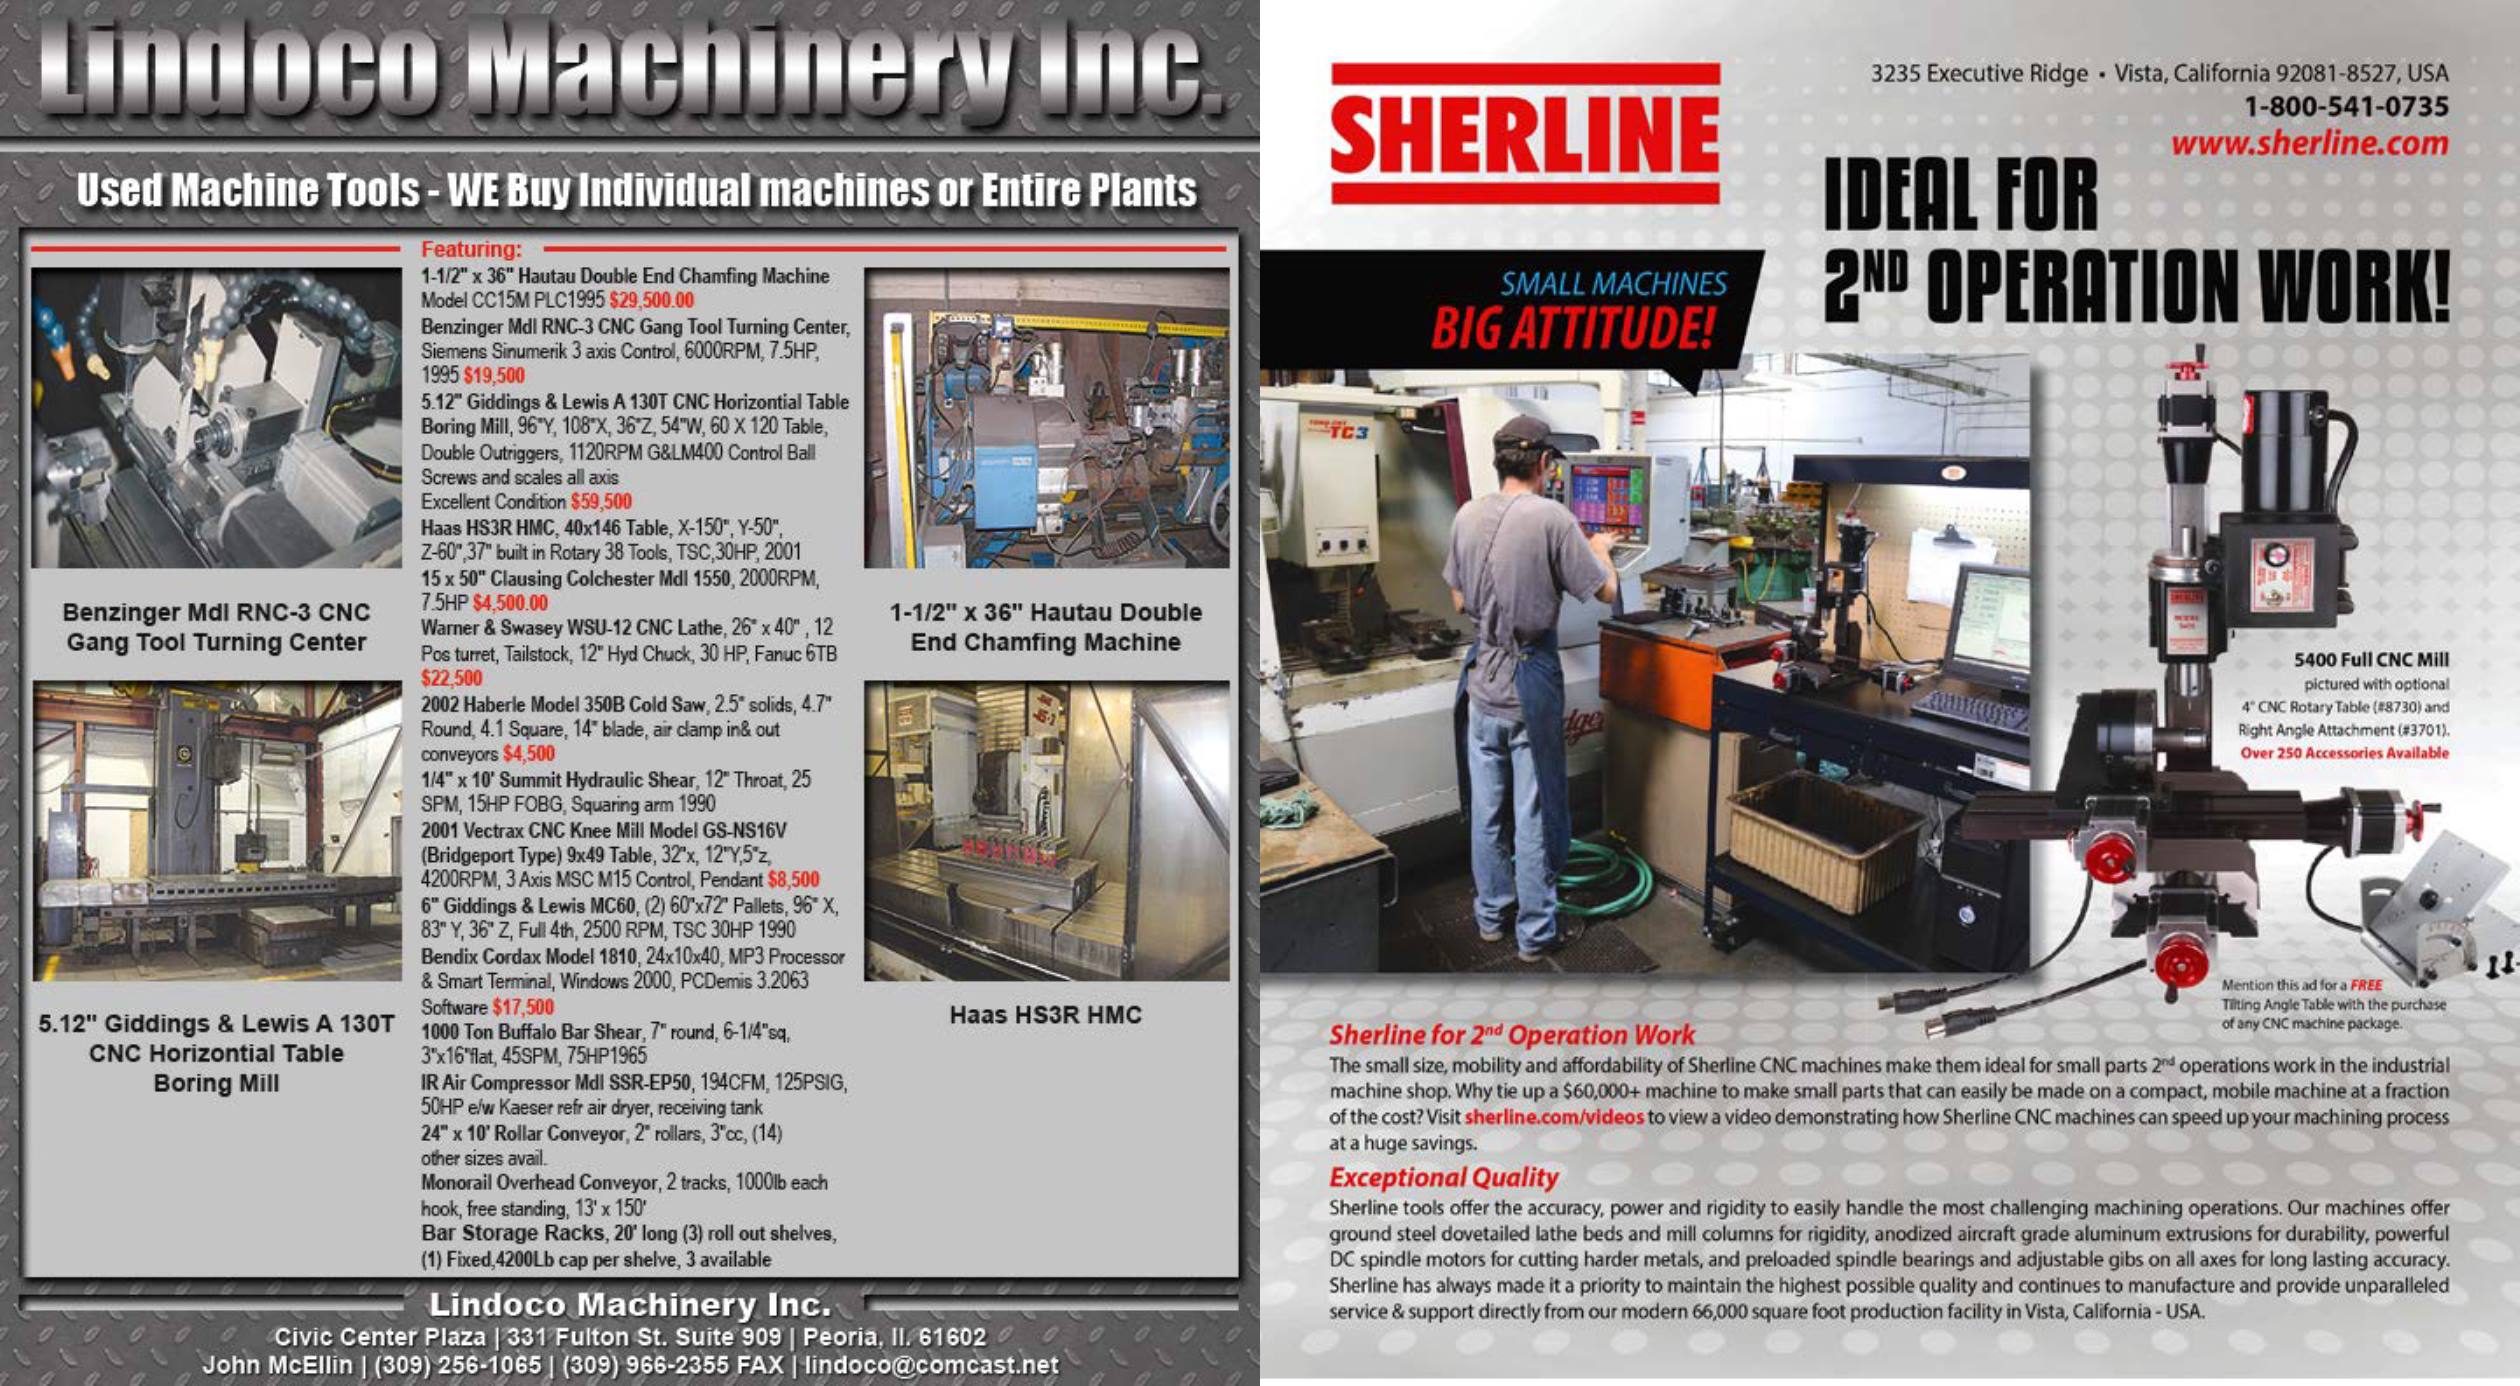 Lindoco Machinery Inc.
Used Machine Tools - WE Buy Individual machines or Entire Plants
Featuring:
1-1/2" x 36" Hautau Double End Chamfing Machine
Model CC15M PLC1995 $29,500.00
Benzinger Mdl RNC-3 CNC Gang Tool Turning Center,
Siemens Sinumerik 3 axis Control, 6000RPM, 7.5HP,
1995 $19,500
5.12" Giddings & Lewis A 130T CNC Horizontial Table
Boring Mill, 96"Y, 108"X, 36"Z, 54"W, 60 X 120 Table,
Double Outriggers, 1120RPM G&LM400 Control Ball
Screws and scales all axis
Excellent Condition $59,500
Haas HS3R HMC, 40x146 Table, X-150", Y-50",
Z-60",37" built in Rotary 38 Tools, TSC,30HP, 2001
15 x 50" Clausing Colchester Mdl 1550, 2000RPM,
7.5HP $4,500.00
Warner & Swasey WSU-12 CNC Lathe, 26" x 40" , 12
Pos turret, Tailstock, 12" Hyd Chuck, 30 HP, Fanuc 6TB
$22,500
2002 Haberle Model 350B Cold Saw, 2.5" solids, 4.7"
Round, 4.1 Square, 14" blade, air clamp in& out
conveyors $4,500
1/4" x 10' Summit Hydraulic Shear, 12" Throat, 25
SPM, 15HP FOBG, Squaring arm 1990
2001 Vectrax CNC Knee Mill Model GS-NS16V
(Bridgeport Type) 9x49 Table, 32"x, 12"Y,5"z,
4200RPM, 3 Axis MSC M15 Control, Pendant $8,500
6" Giddings & Lewis MC60, (2) 60"x72" Pallets, 96" X,
83" Y, 36" Z, Full 4th, 2500 RPM, TSC 30HP 1990
Bendix Cordax Model 1810, 24x10x40, MP3 Processor
& Smart Terminal, Windows 2000, PCDemis 3.2063
Software $17,500
1000 Ton Buffalo Bar Shear, 7" round, 6-1/4"sq,
3"x16"flat, 45SPM, 75HP1965
IR Air Compressor Mdl SSR-EP50, 194CFM, 125PSIG,
50HP e/w Kaeser refr air dryer, receiving tank
24" x 10' Rollar Conveyor, 2" rollars, 3"cc, (14)
other sizes avail.
Monorail Overhead Conveyor, 2 tracks, 1000lb each
hook, free standing, 13' x 150'
Bar Storage Racks, 20' long (3) roll out shelves,
(1) Fixed,4200Lb cap per shelve, 3 available
Benzinger Mdl RNC-3 CNC
Gang Tool Turning Center
5.12" Giddings & Lewis A 130T
CNC Horizontial Table
Boring Mill
1-1/2" x 36" Hautau Double
End Chamfing Machine
Haas HS3R HMC
Lindoco Machinery Inc.
Civic Center Plaza | 331 Fulton St. Suite 909 | Peoria, Il. 61602
John McEllin | (309) 256-1065 | (309) 966-2355 FAX | lindoco@comcast.net
SHERLINE
3235 Executive Ridge • Vista, California 92081-8527, USA
1-800-541-0735
www.sherline.com
IDEAL FOR
2ND OPERATION WORK!
SMALL MACHINES
BIG ATTITUDE!
TC3
5400 Full CNC Mill
pictured with optional
4" CNC Rotary Table (#8730) and
Right Angle Attachment (#3701).
Over 250 Accessories Available
Mention this ad for a FREE
Tilting Angle Table with the purchase
of any CNC machine package.
Sherline for 2nd Operation Work
The small size, mobility and affordability of Sherline CNC machines make them ideal for small parts 2nd operations work in the industrial
machine shop. Why tie up a $60,000+ machine to make small parts that can easily be made on a compact, mobile machine at a fraction
of the cost? Visit sherline.com/videos to view a video demonstrating how Sherline CNC machines can speed up your machining process
at a huge savings.
Exceptional Quality
Sherline tools offer the accuracy, power and rigidity to easily handle the most challenging machining operations. Our machines offer
ground steel dovetailed lathe beds and mill columns for rigidity, anodized aircraft grade aluminum extrusions for durability, powerful
DC spindle motors for cutting harder metals, and preloaded spindle bearings and adjustable gibs on all axes for long lasting accuracy.
Sherline has always made it a priority to maintain the highest possible quality and continues to manufacture and provide unparalleled
service & support directly from our modern 66,000 square foot production facility in Vista, California - USA.